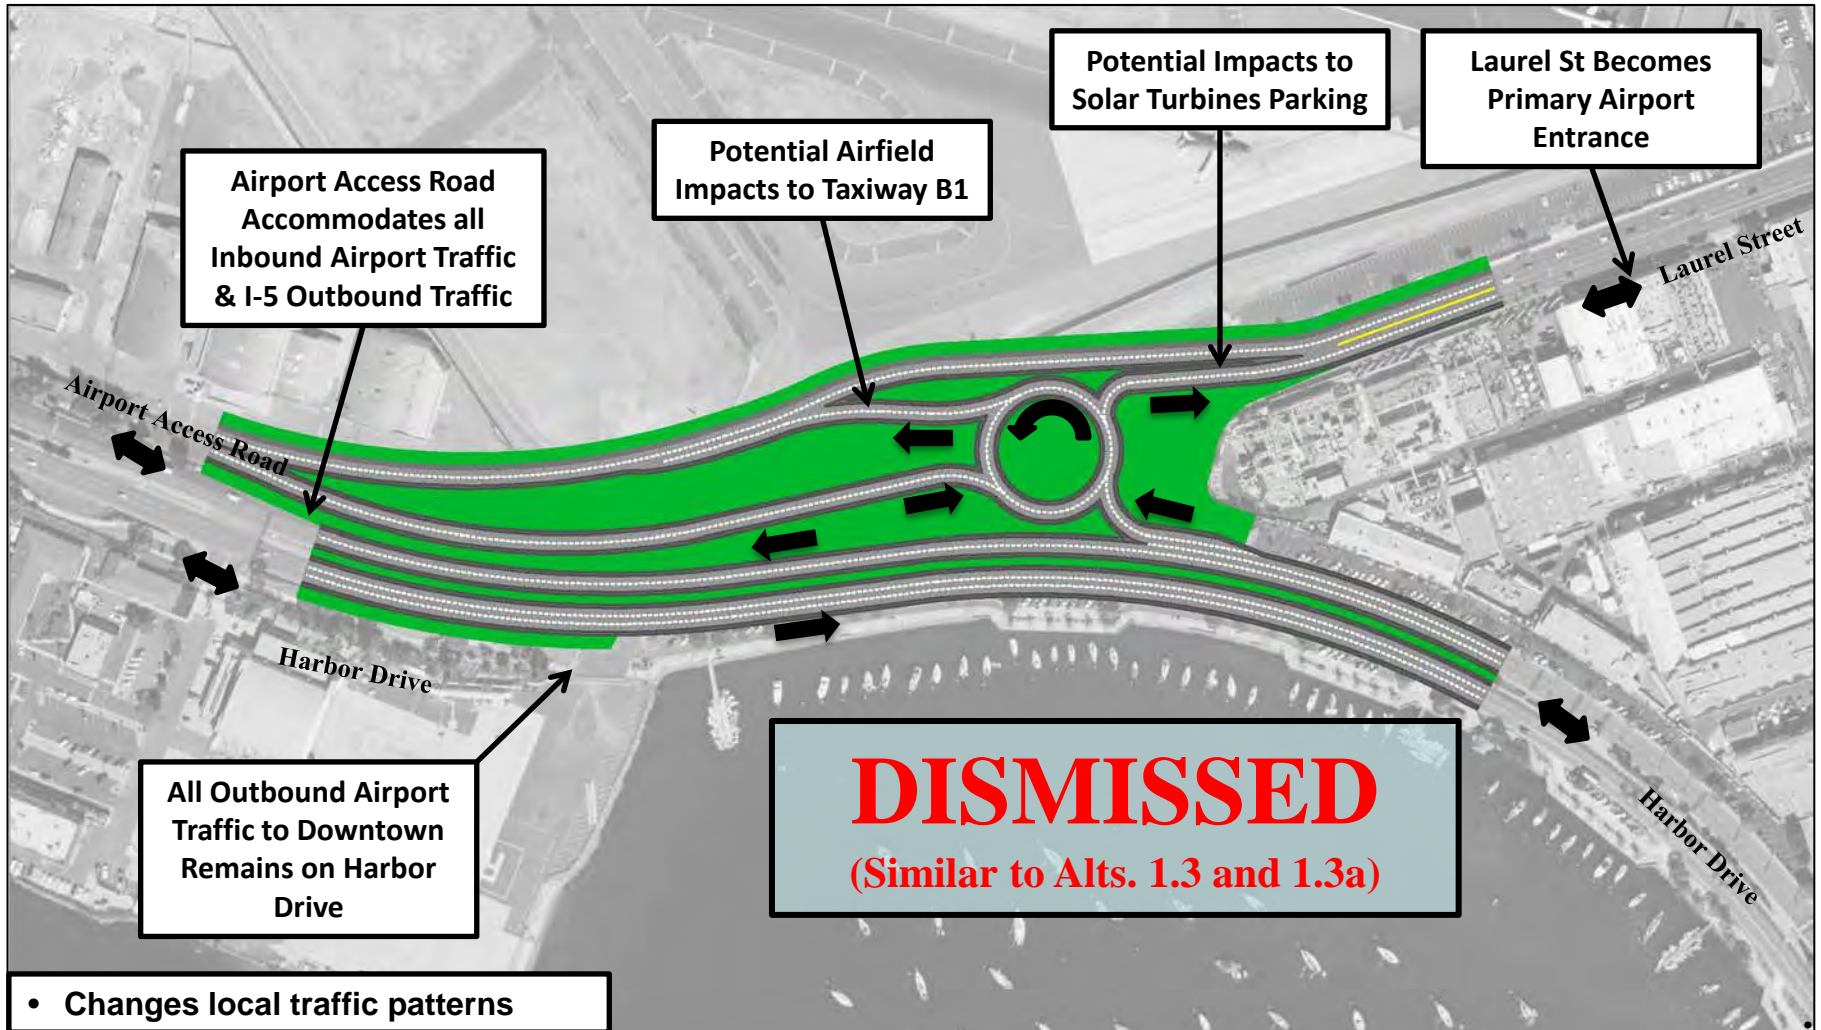 Potential Impacts to
Solar Turbines Parking
Laurel St Becomes
Primary Airport
Entrance
Potential Airfield
Impacts to Taxiway B1
Airport Access Road
Accommodates all
Inbound Airport Traffic
& I-5 Outbound Traffic
Laurel Street
Airport Access Road
Harbor Drive
All Outbound Airport
Traffic to Downtown
Remains on Harbor
Drive
DISMISSED
(Similar to Alts. 1.3 and 1.3a)
Harbor Drive
• Changes local traffic patterns